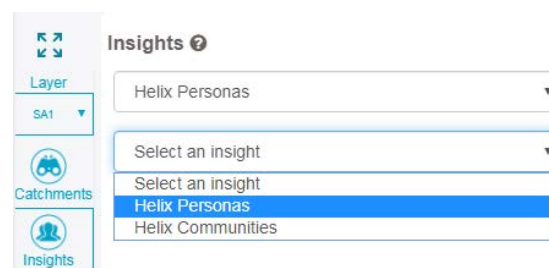 Insights
Layer
Helix Personas
SA1
Select an insight
Catchments
Select an insight
Helix Personas
Helix Communities
Insights